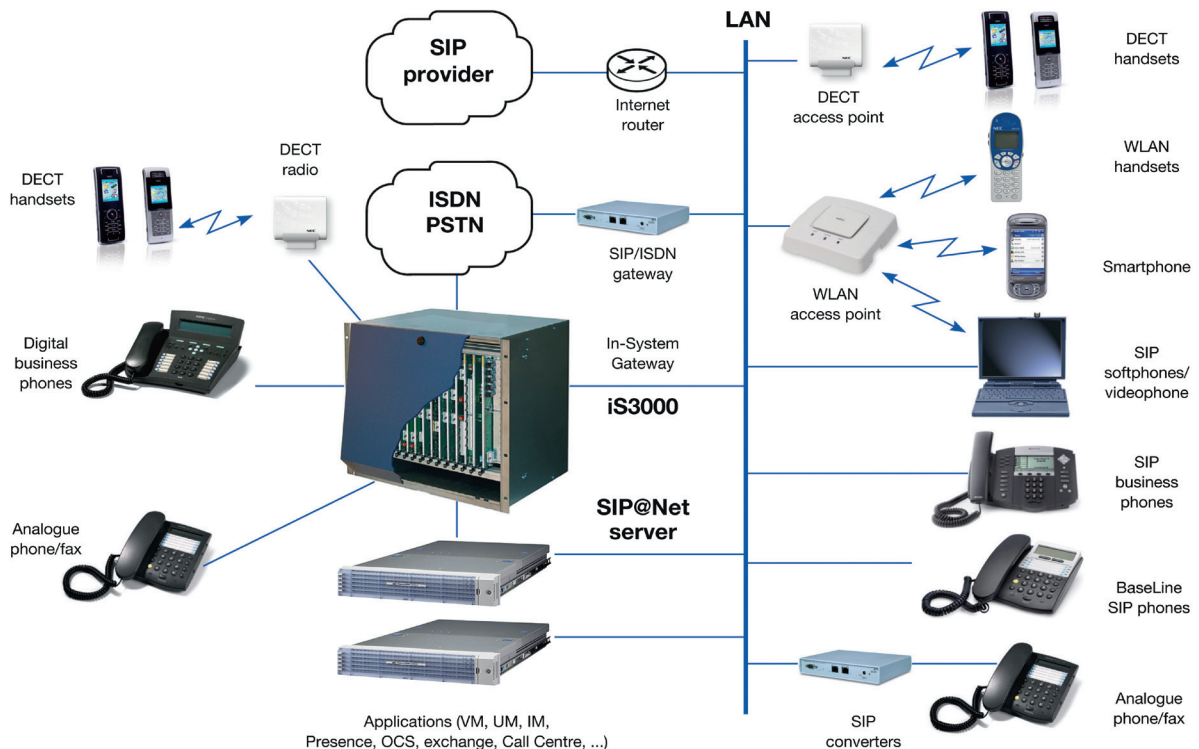 LAN
SIP
provider
Internet
router
DECT
access point
DECT
handsets
DECT
handsets
DECT
radio
ISDN
PSTN
SIP/ISDN
gateway
WLAN
handsets
WLAN
access point
Smartphone
Digital
business
phones
In-System
Gateway
iS3000
SIP
softphones/
videophone
SIP
business
phones
Analogue
phone/fax
SIP@Net
server
BaseLine
SIP phones
Applications (VM, UM, IM,
Presence, OCS, exchange, Call Centre, ...)
SIP
converters
Analogue
phone/fax
NEC
NEC
NEC